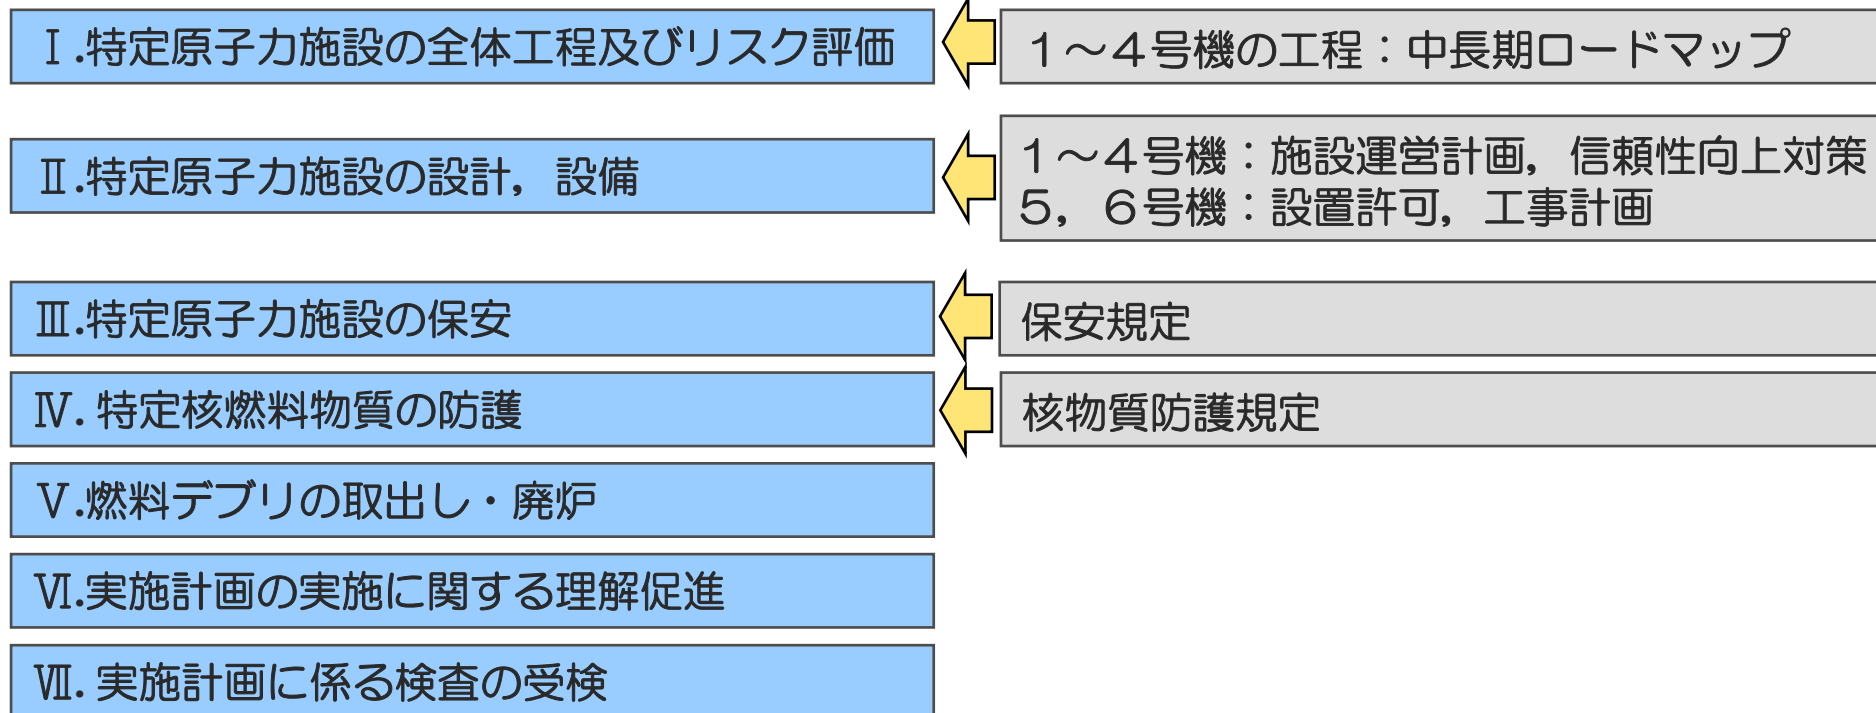 Ⅰ.特定原子力施設の全体工程及びリスク評価
１～４号機の工程：中長期ロードマップ
Ⅱ.特定原子力施設の設計，設備
１～４号機：施設運営計画，信頼性向上対策
５，６号機：設置許可，工事計画
Ⅲ.特定原子力施設の保安
保安規定
Ⅳ. 特定核燃料物質の防護
核物質防護規定
Ⅴ.燃料デブリの取出し・廃炉
Ⅵ.実施計画の実施に関する理解促進
Ⅶ. 実施計画に係る検査の受検